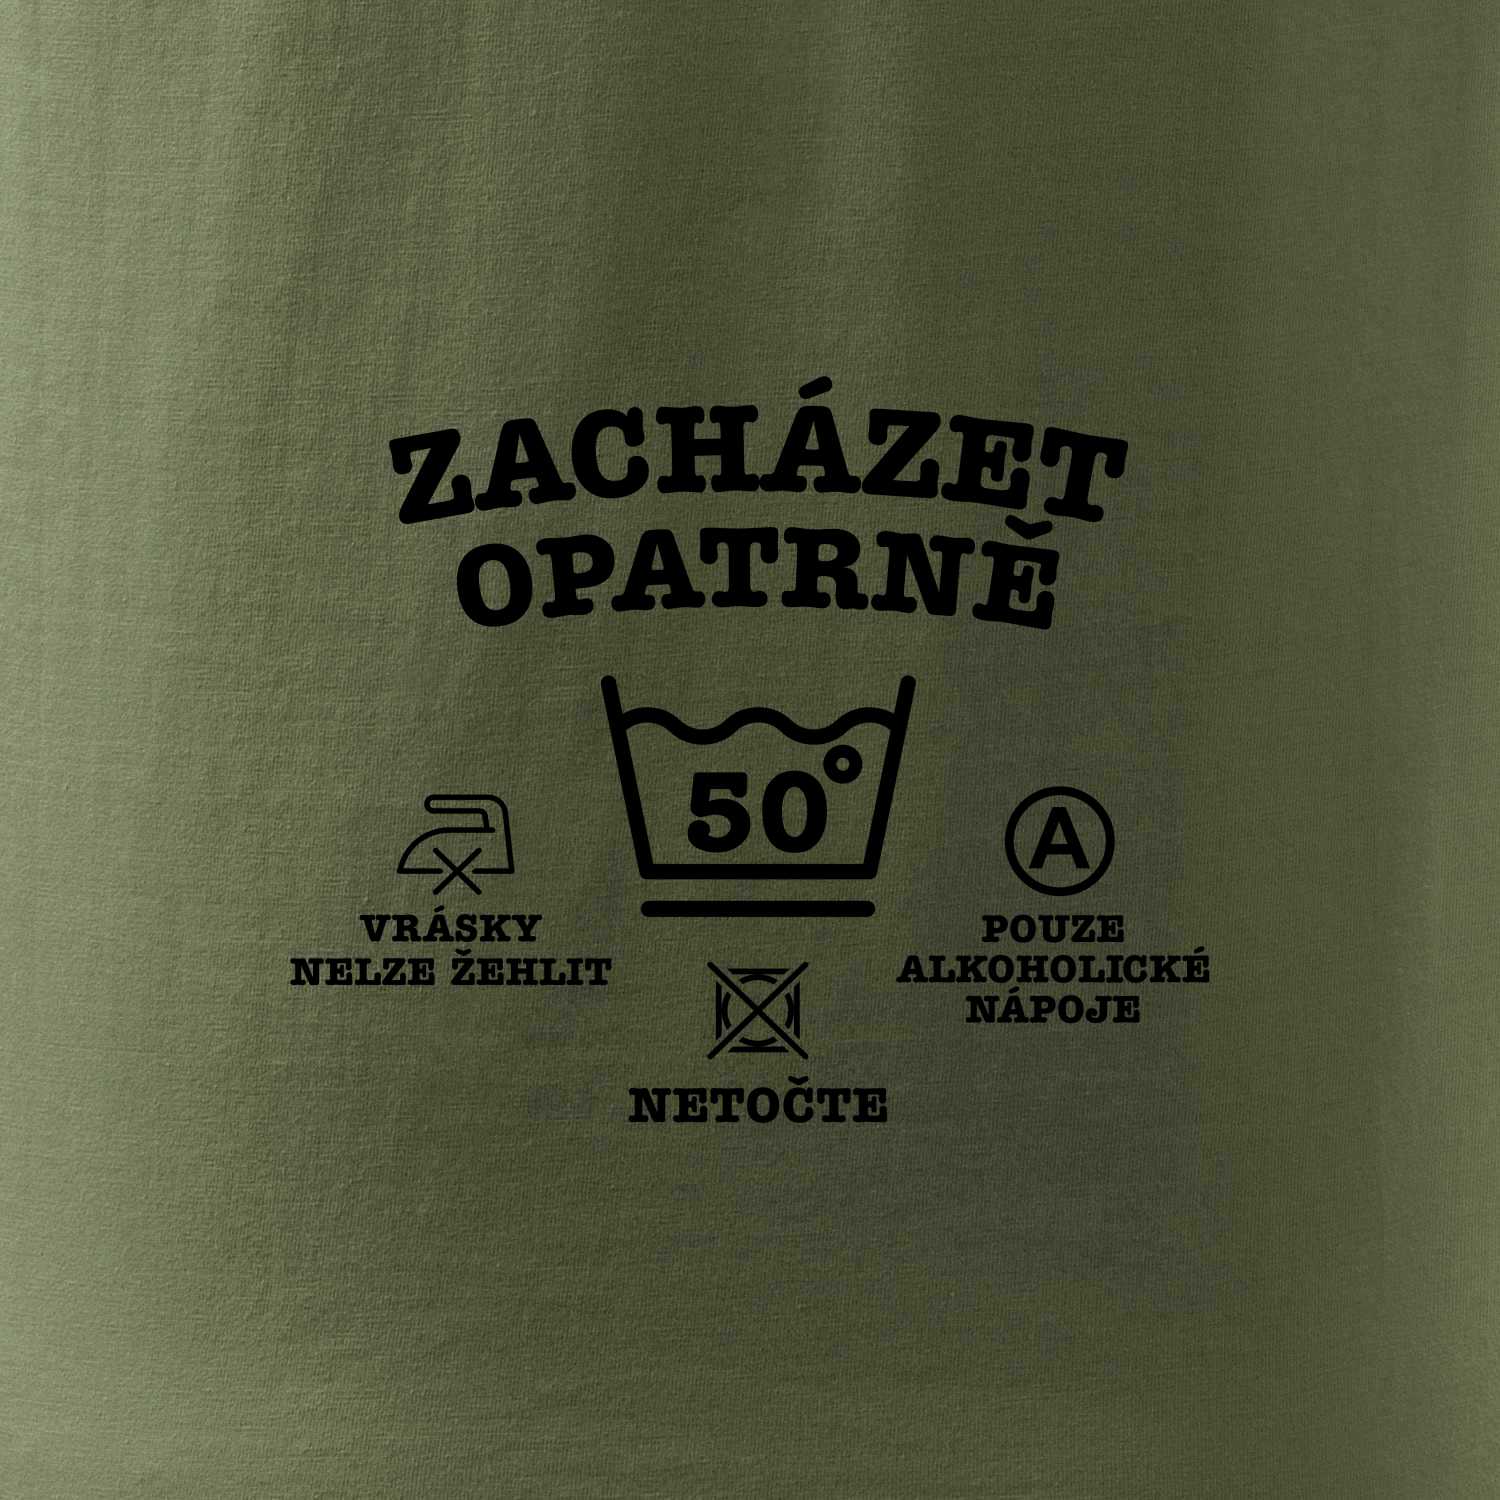 ZACHÁZET
OPATRNĚ
50°
A
VRÁSKY
NELZE ŽEHLIT
POUZE
ALKOHOLICKÉ
NÁPOJE
NETOČTE